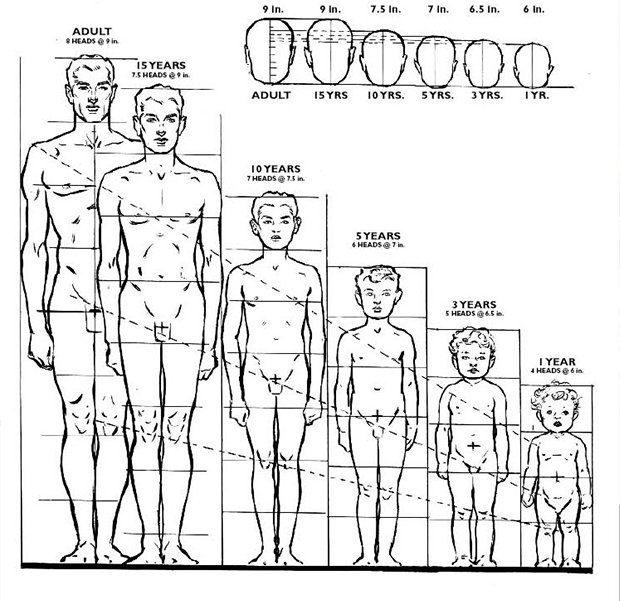 9 in. 9 in. 7.5 in. 7 in. 6.5 in. 6 in.
ADULT 15 YRS 10 YRS. 5 YRS. 3 YRS. 1 YR.
ADULT
8 HEADS @ 9 in.
15 YEARS
7.5 HEADS @ 9 in.
10 YEARS
7 HEADS @ 7.5 in.
5 YEARS
6 HEADS @ 7 in.
3 YEARS
5 HEADS @ 6.5 in.
1 YEAR
4 HEADS @ 6 in.